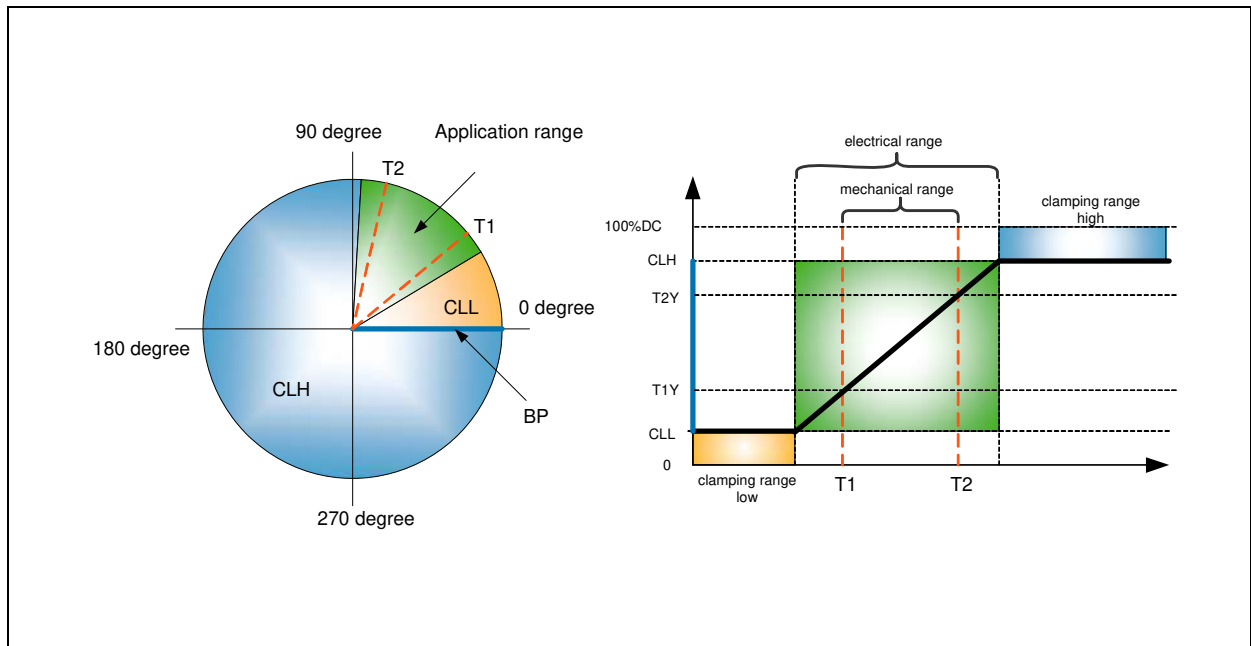 90 degree
Application range
T2
T1
CLL
0 degree
180 degree
CLH
BP
270 degree
electrical range
mechanical range
clamping range
high
100%DC
CLH
T2Y
T1Y
CLL
0
clamping range
low
T1
T2